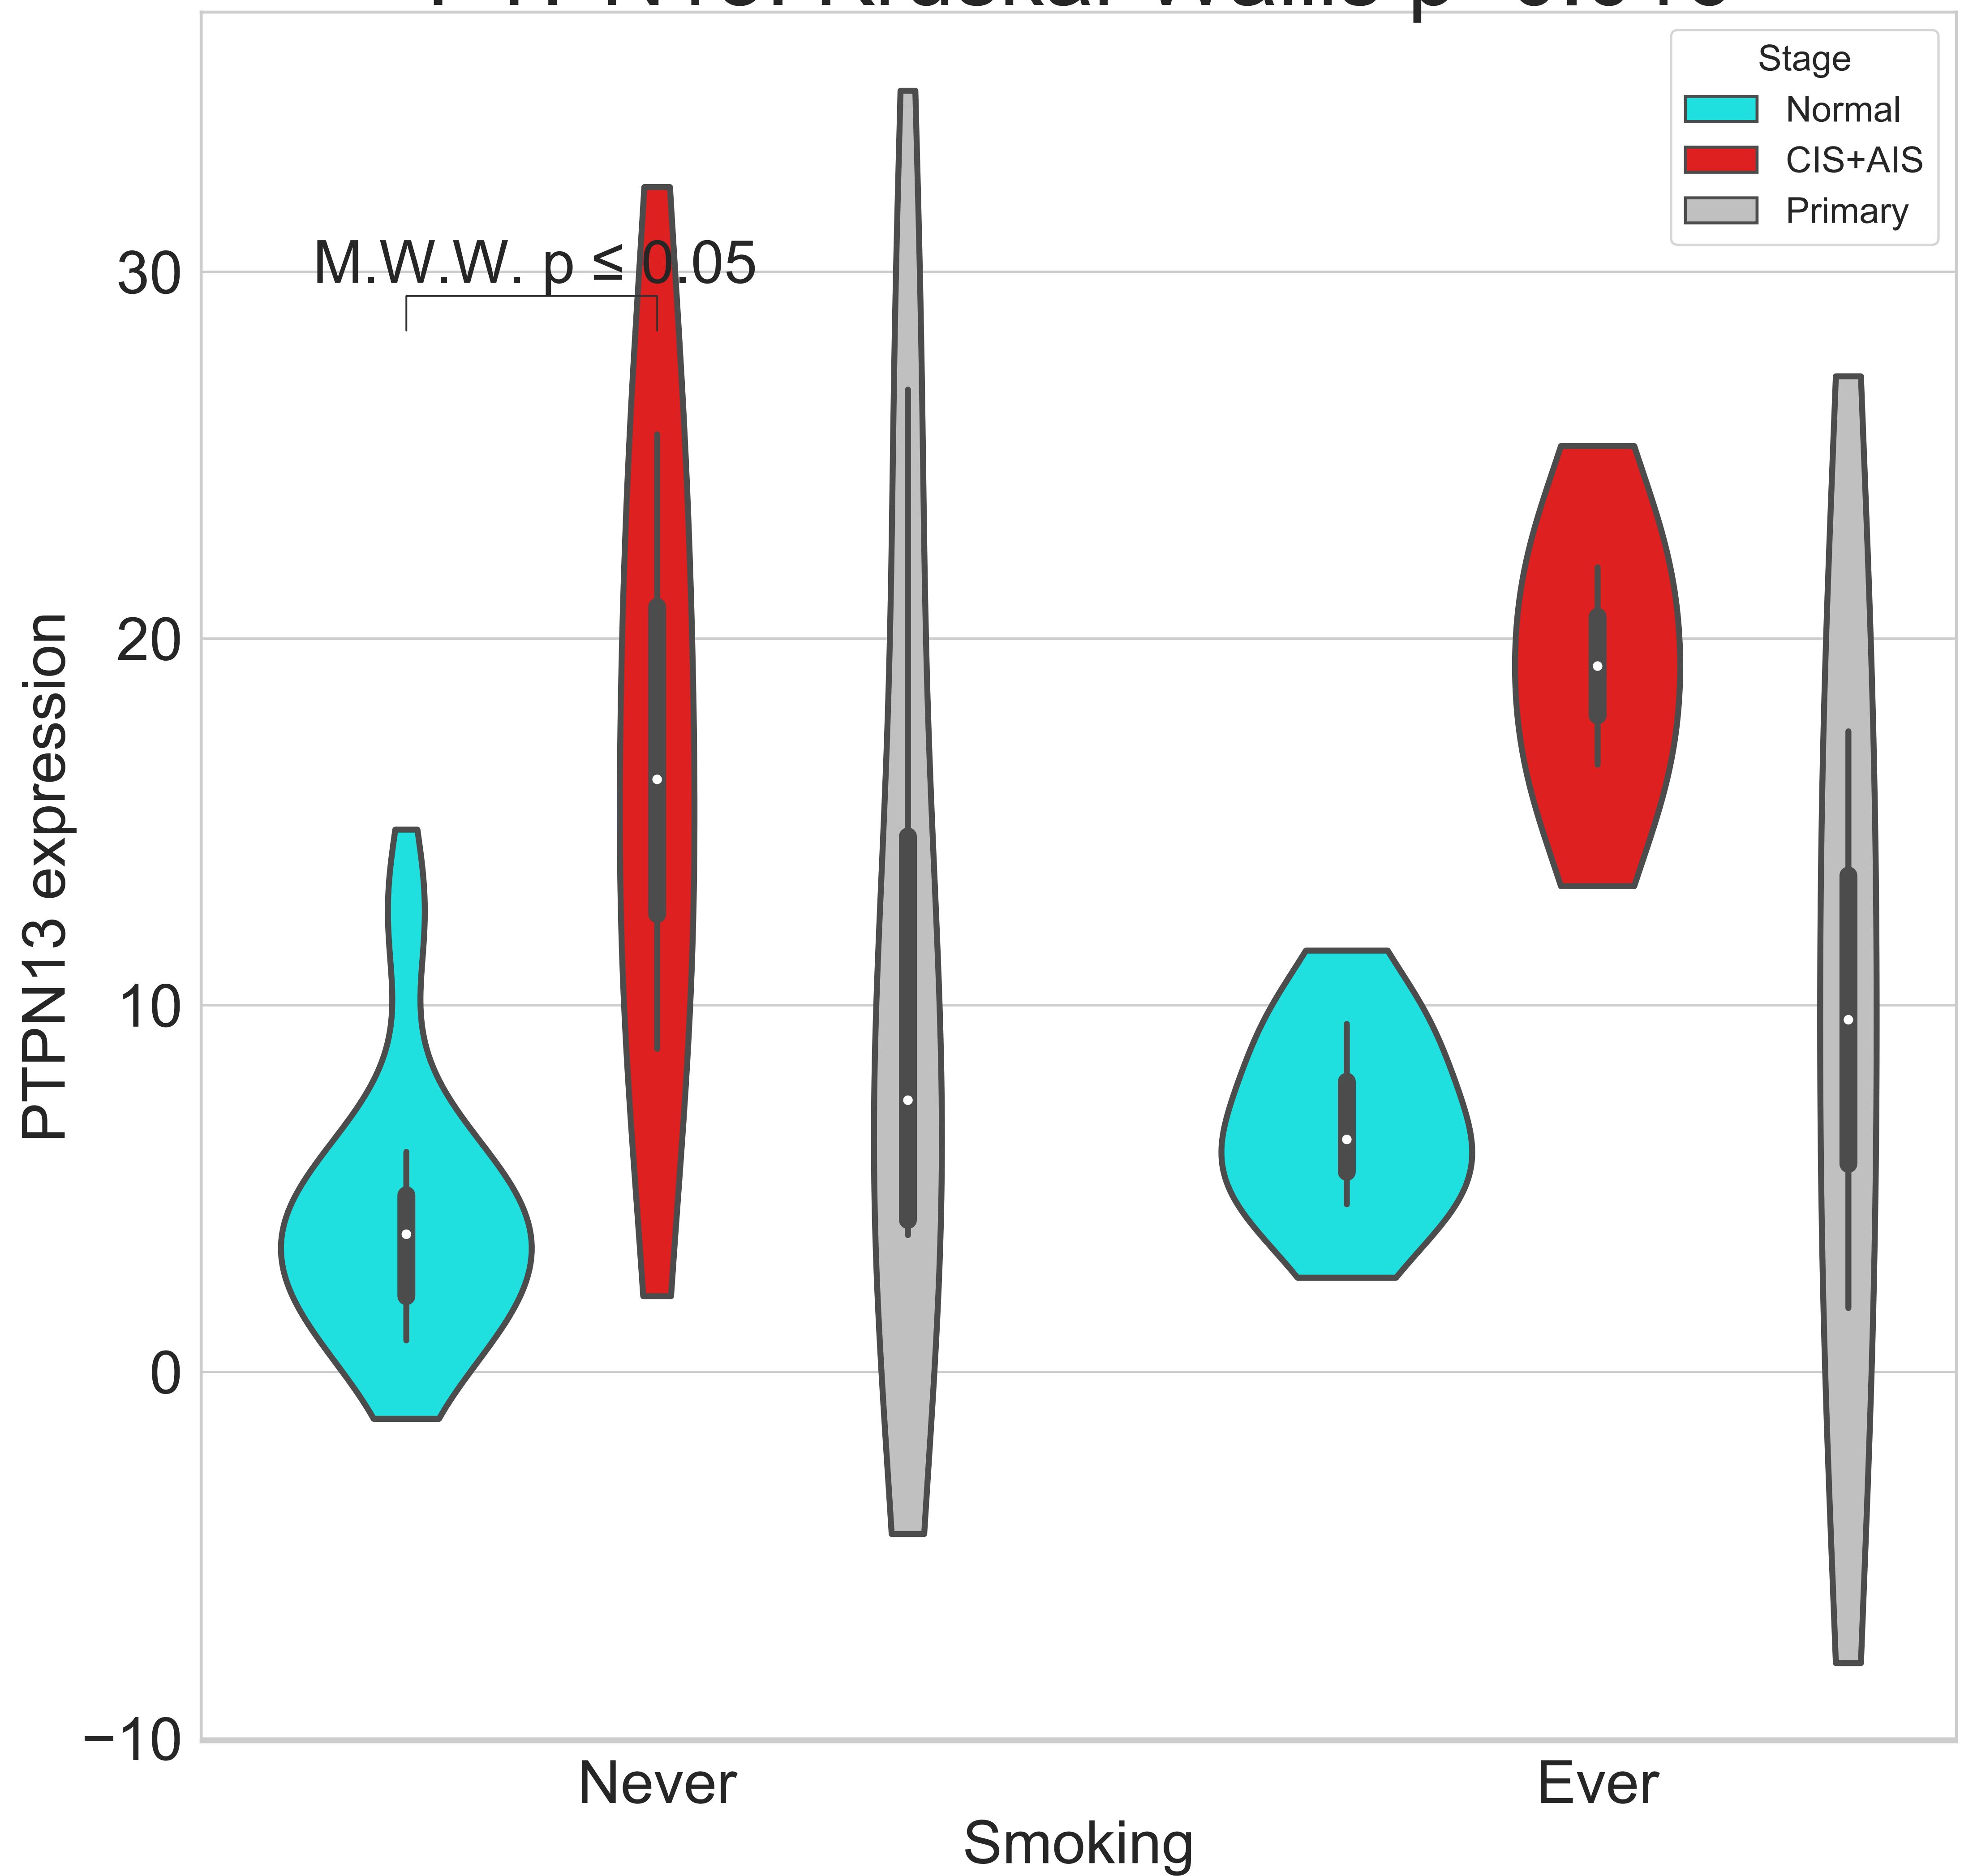 Stage
Normal
CIS+AIS
Primary
M.W.W. p ≤ 0.05
30
20
10
0
−10
PTPN13 expression
Never
Ever
Smoking